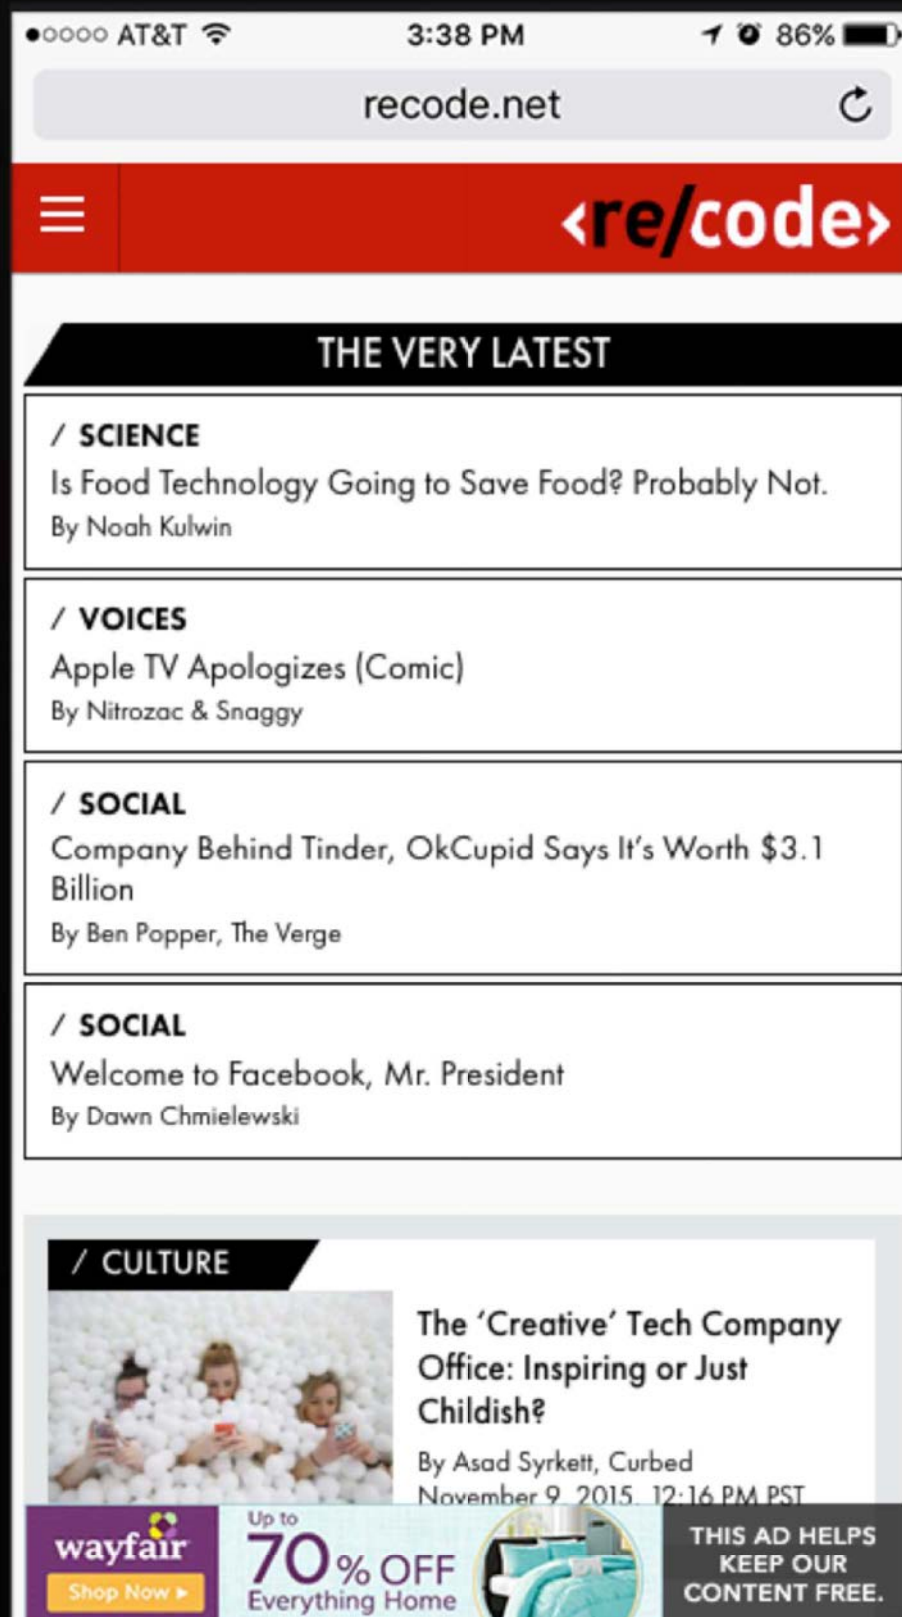 AT&T 3:38 PM 86%
recode.net
<re/code>
THE VERY LATEST
/ SCIENCE
Is Food Technology Going to Save Food? Probably Not.
By Noah Kulwin
/ VOICES
Apple TV Apologizes (Comic)
By Nitrozac & Snaggy
/ SOCIAL
Company Behind Tinder, OkCupid Says It's Worth $3.1
Billion
By Ben Popper, The Verge
/ SOCIAL
Welcome to Facebook, Mr. President
By Dawn Chmielewski
/ CULTURE
The ‘Creative’ Tech Company
Office: Inspiring or Just
Childish?
By Asad Syrkett, Curbed
November 9, 2015, 12:16 PM PST
wayfair
Shop Now
Up to
70% OFF
Everything Home
THIS AD HELPS
KEEP OUR
CONTENT FREE.